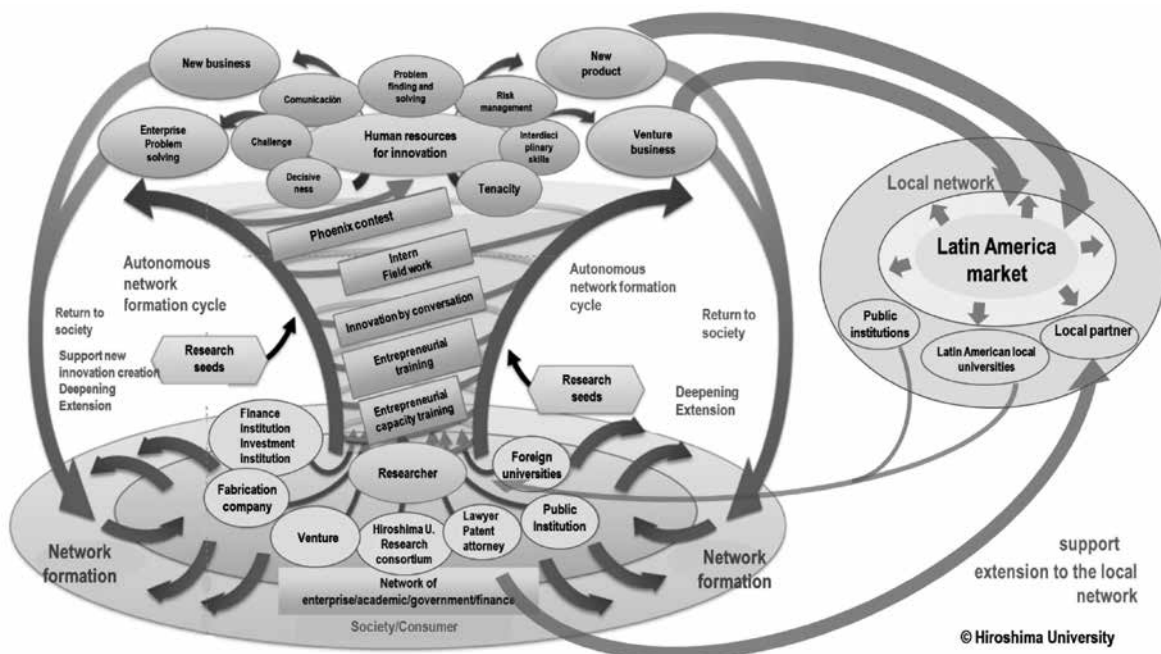 New business
New
product
Problem
finding and
solving
Comunicación
Risk
management
Enterprise
Problem
solving
Challenge
Human resources
for innovation
Interdisci
plinary
skills
Venture
business
Decisive
ness
Tenacity
Phoenix contest
Intern
Field work
Innovation by conversation
Entrepreneurial
training
Entrepreneurial
capacity training
Autonomous
network
formation cycle
Autonomous
network formation
cycle
Return to
society
Support new
innovation creation
Deepening
Extension
Research
seeds
Research
seeds
Return to
society
Deepening
Extension
Finance
Institution
Investment
Institution
Researcher
Foreign
universities
Fabrication
company
Venture
Hiroshima U.
Research
consortium
Lawyer
Patent
attorney
Public
Institution
Network
formation
Network
formation
Network of
enterprise/academic/government/finance
Society/Consumer
Local network
Latin America
market
Public
institutions
Latin American local
universities
Local partner
support
extension to the local
network
© Hiroshima University